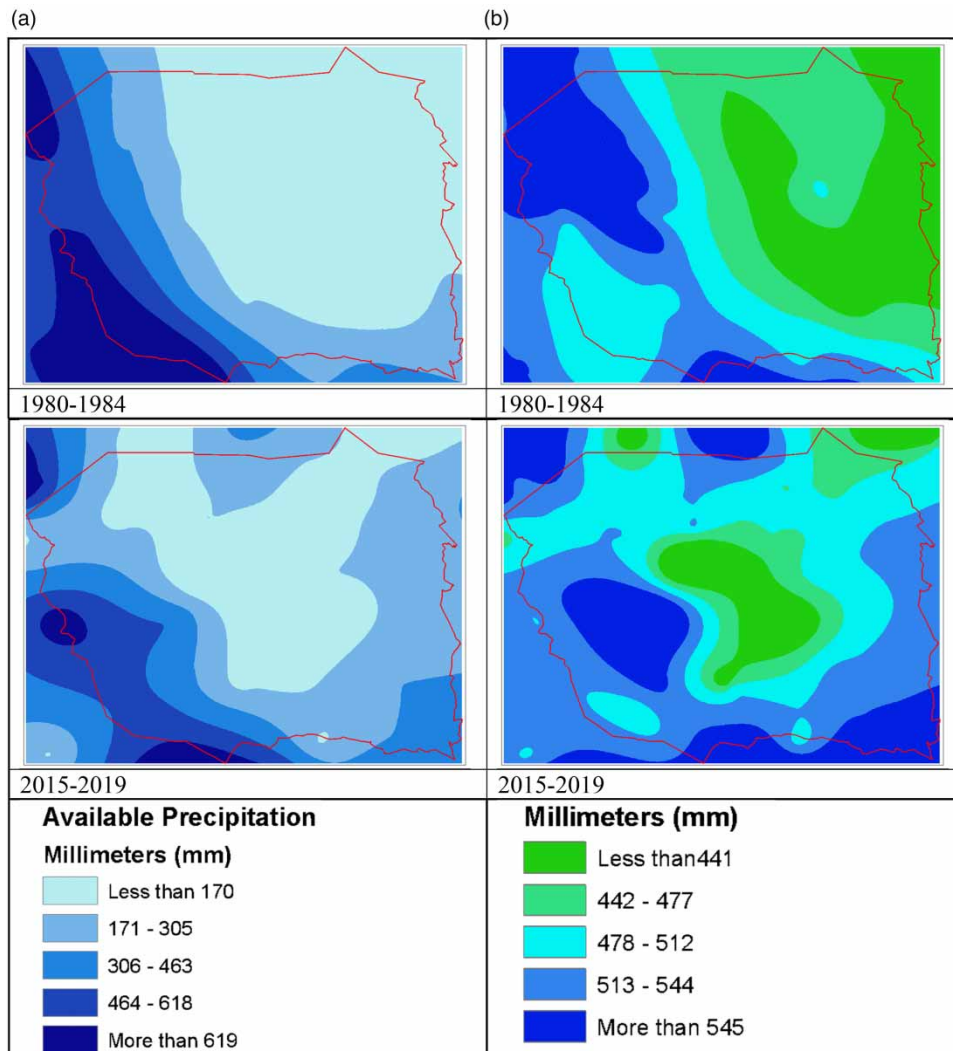 (a)
(b)
1980-1984
1980-1984
2015-2019
2015-2019
Available Precipitation
Millimeters (mm)
Less than 170
171 - 305
306 - 463
464 - 618
More than 619
Millimeters (mm)
Less than441
442 - 477
478 - 512
513 - 544
More than 545